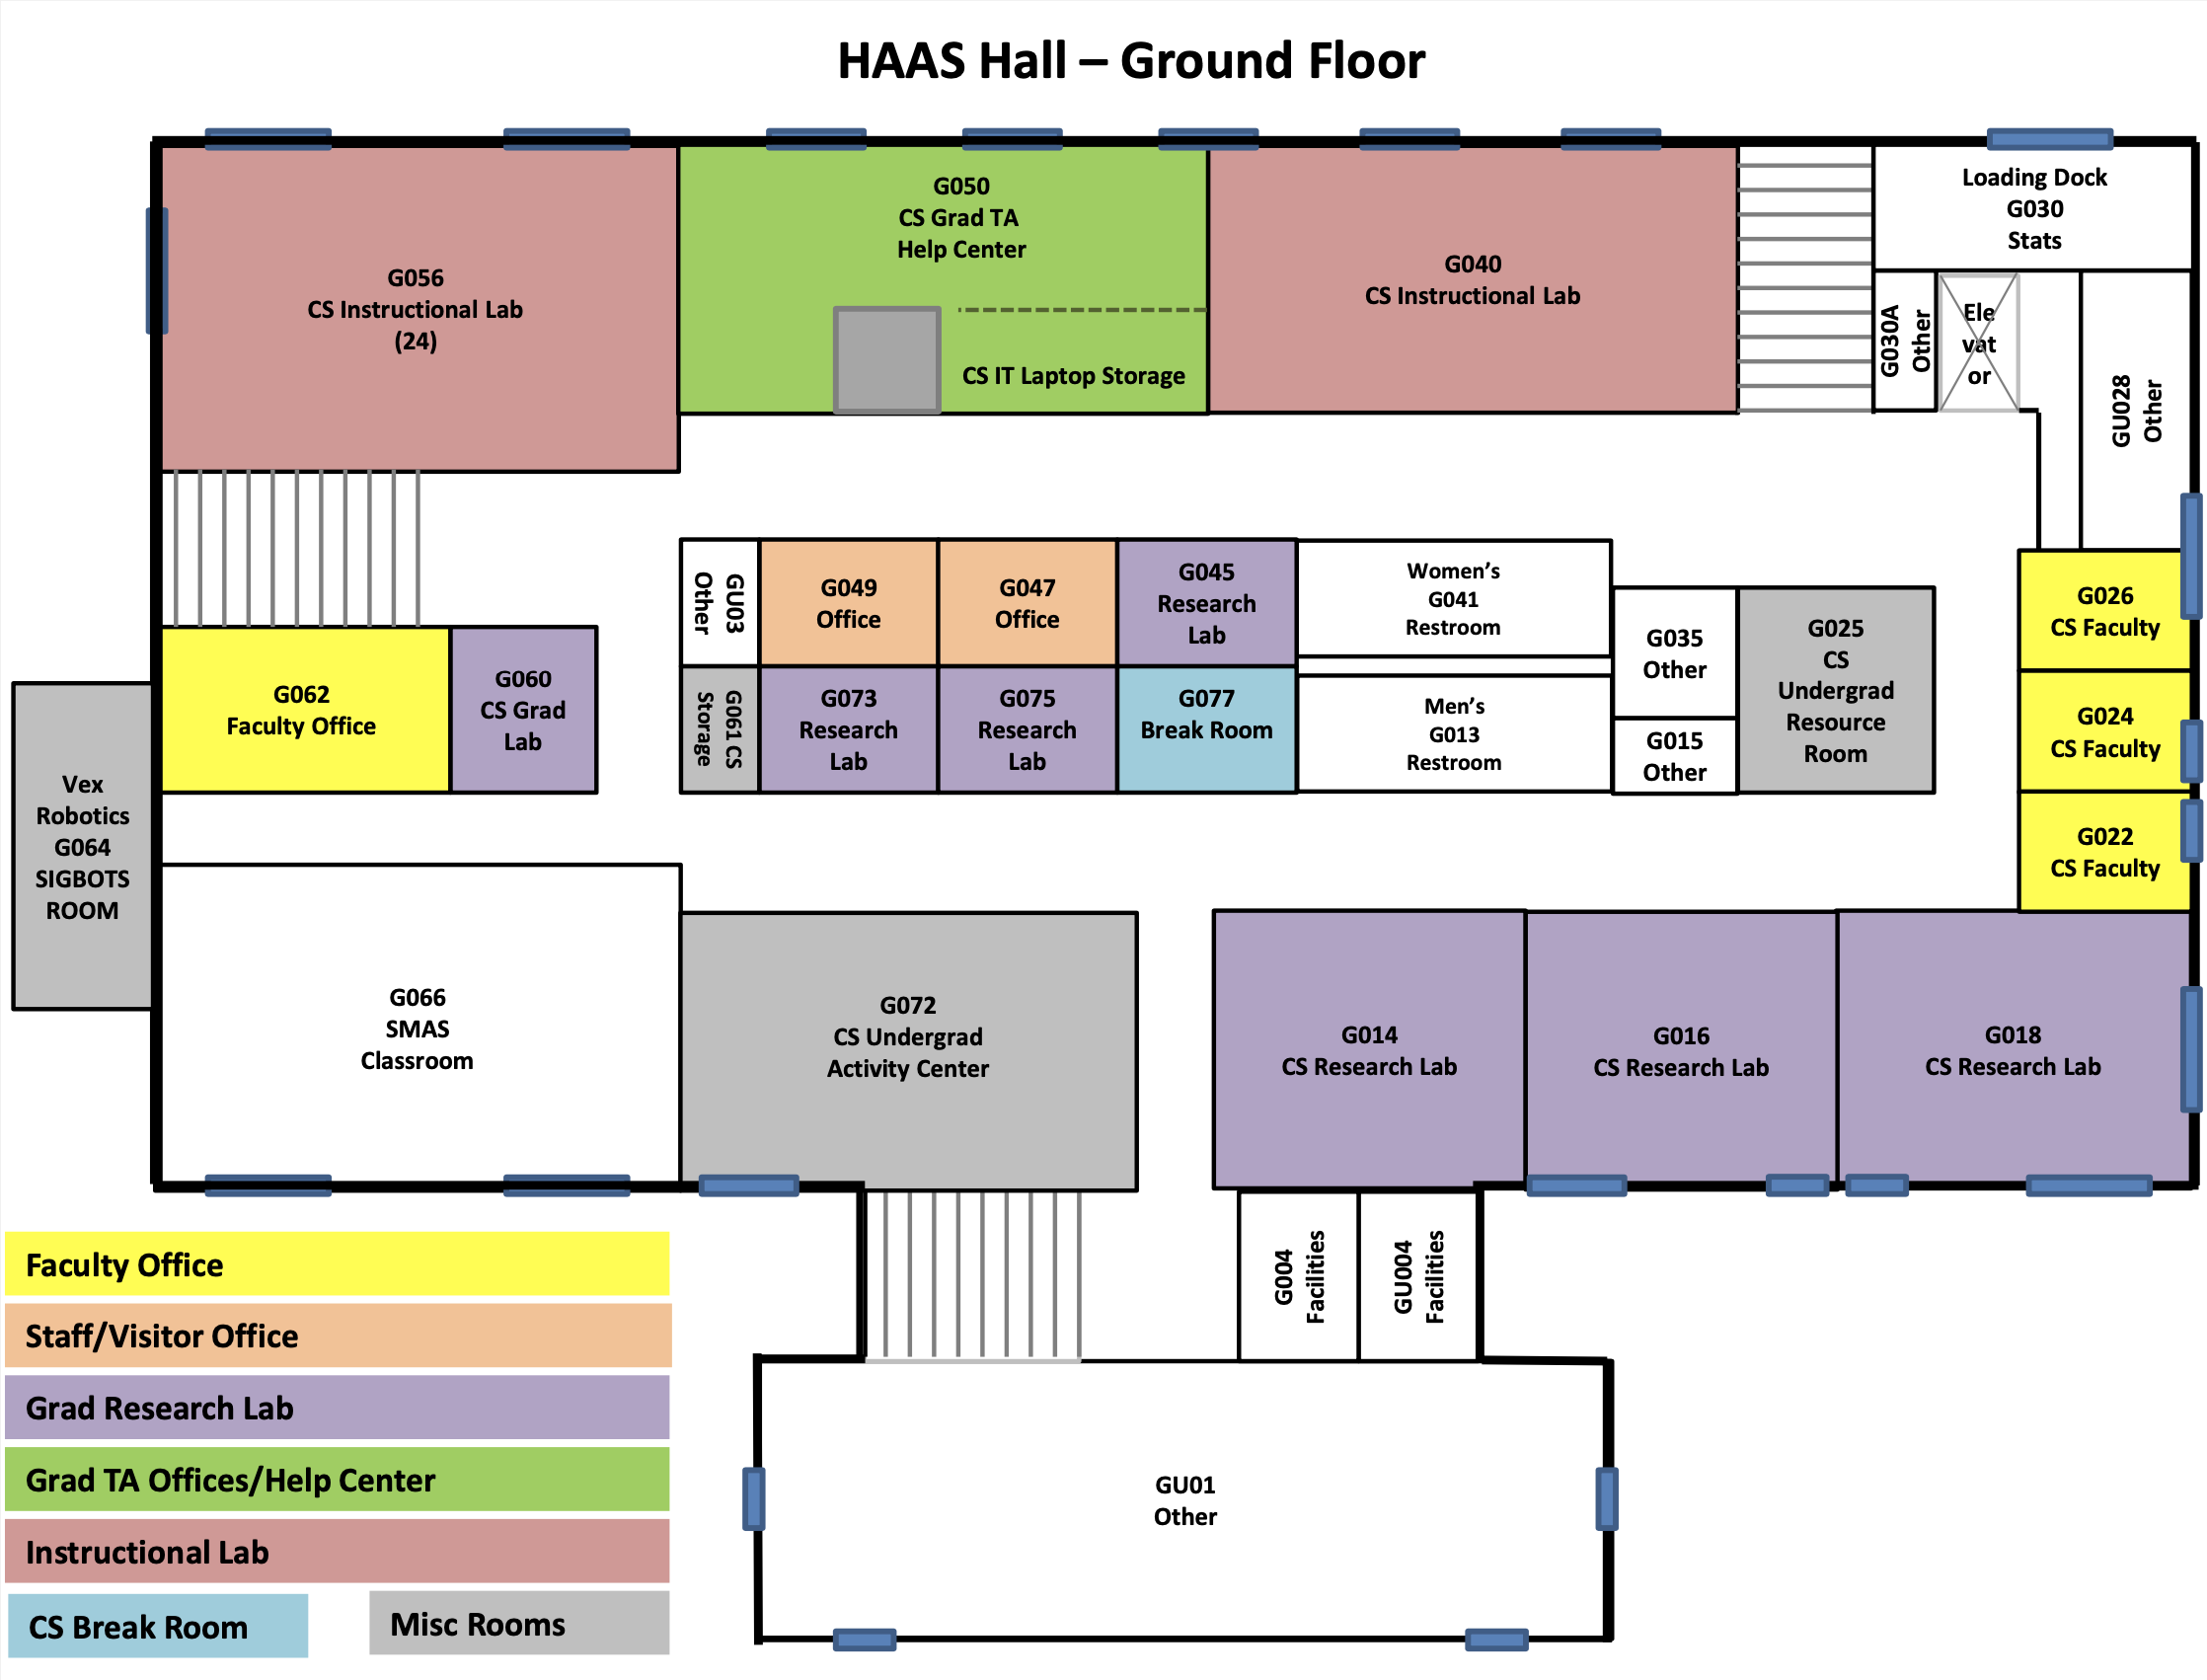 HAAS Hall – Ground Floor
G056
CS Instructional Lab
(24)
G050
CS Grad TA
Help Center
CS IT Laptop Storage
G040
CS Instructional Lab
Loading Dock
G030
Stats
G030A
Other
Ele
vat
or
GU028
Other
GU03
Other
G049
Office
G047
Office
G045
Research
Lab
Women’s
G041
Restroom
G035
Other
G025
CS
Undergrad
Resource
Room
G026
CS Faculty
G062
Faculty Office
G060
CS Grad
Lab
G061 CS
Storage
G073
Research
Lab
G075
Research
Lab
G077
Break Room
Men’s
G013
Restroom
G015
Other
G024
CS Faculty
G022
CS Faculty
Vex
Robotics
G064
SIGBOTS
ROOM
G066
SMAS
Classroom
G072
CS Undergrad
Activity Center
G014
CS Research Lab
G016
CS Research Lab
G018
CS Research Lab
G004
Facilities
GU004
Facilities
GU01
Other
Faculty Office
Staff/Visitor Office
Grad Research Lab
Grad TA Offices/Help Center
Instructional Lab
CS Break Room
Misc Rooms